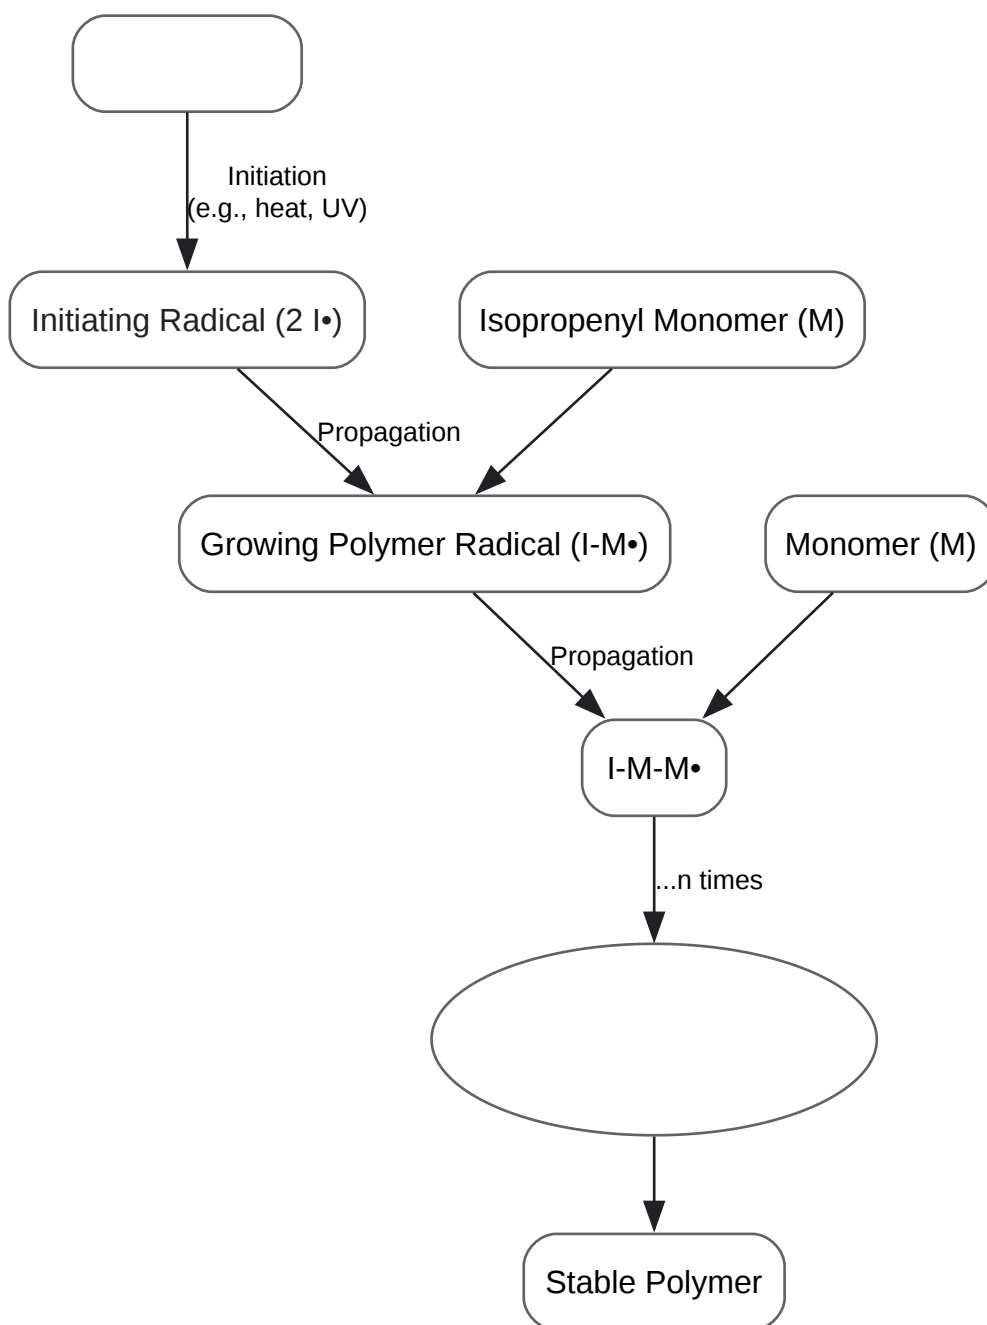 Initiation
(e.g., heat, UV)
Initiating Radical (2 I•)
Isopropenyl Monomer (M)
Propagation
Growing Polymer Radical (I-M•)
Monomer (M)
Propagation
I-M-M•
...n times
Stable Polymer